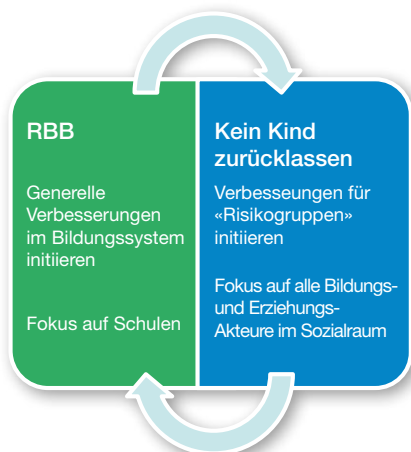 RBB
Generelle
Verbesserungen
im Bildungssystem
initiieren
Fokus auf Schulen
Kein Kind
zurücklassen
Verbesseungen für
«Risikogruppen»
initiieren
Fokus auf alle Bildungs-
und Erziehungs-
Akteure im Sozialraum